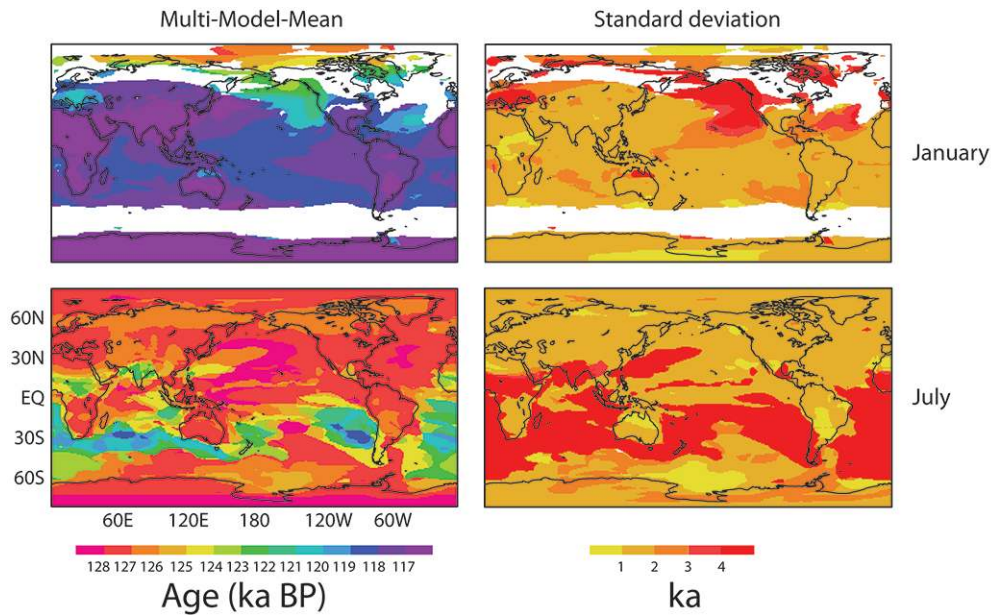 Multi-Model-Mean Standard deviation
January
60N
30N
EQ
30S
60S
July
60E 120E 180 120W 60W
128 127 126 125 124 123 122 121 120 119 118 117
1 2 3 4
Age (ka BP) ka